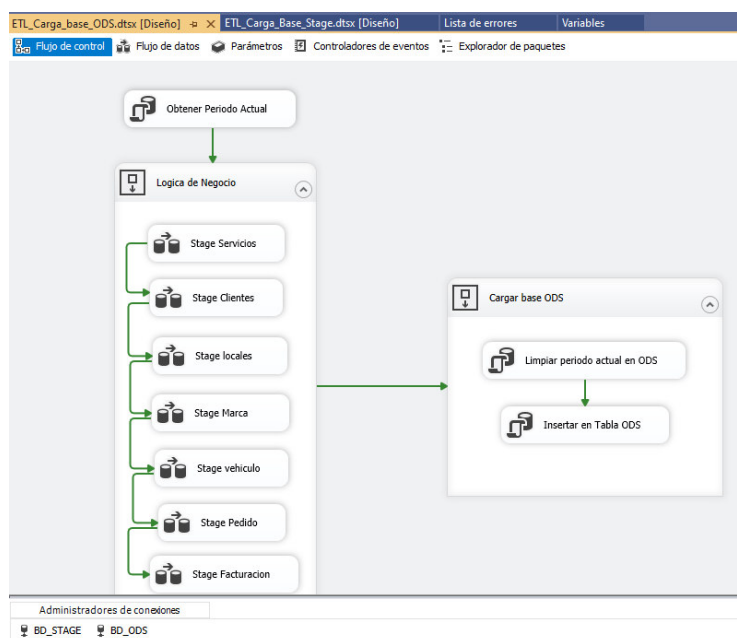 ETL_Carga_base_ODS.dtsx [Diseño] ETL_Carga_Base_Stage.dtsx [Diseño] Lista de errores Variables
Flujo de control Flujo de datos Parámetros Controladores de eventos Explorador de paquetes
Obtener Periodo Actual
Logica de Negocio
Stage Servicios
Stage Clientes
Stage locales
Stage Marca
Stage vehiculo
Stage Pedido
Stage Facturacion
Cargar base ODS
Limpiar periodo actual en ODS
Insertar en Tabla ODS
Administradores de conexiones
BD_STAGE BD_ODS